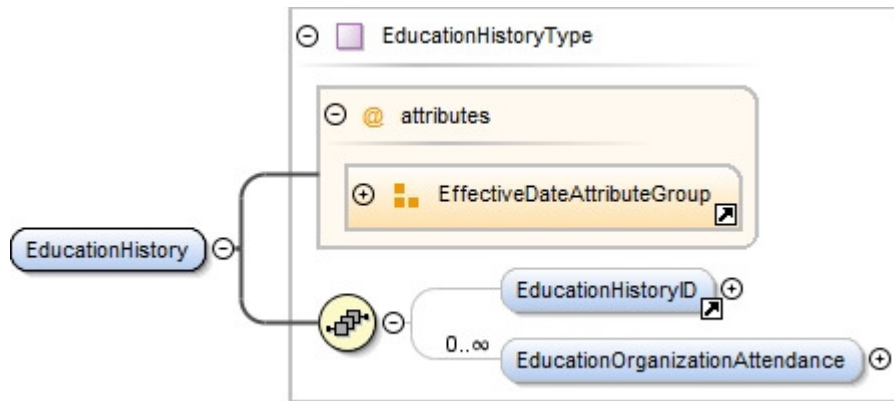 EducationHistoryType
@ attributes
EffectiveDateAttributeGroup
EducationHistory
EducationHistoryID
0..∞
EducationOrganizationAttendance